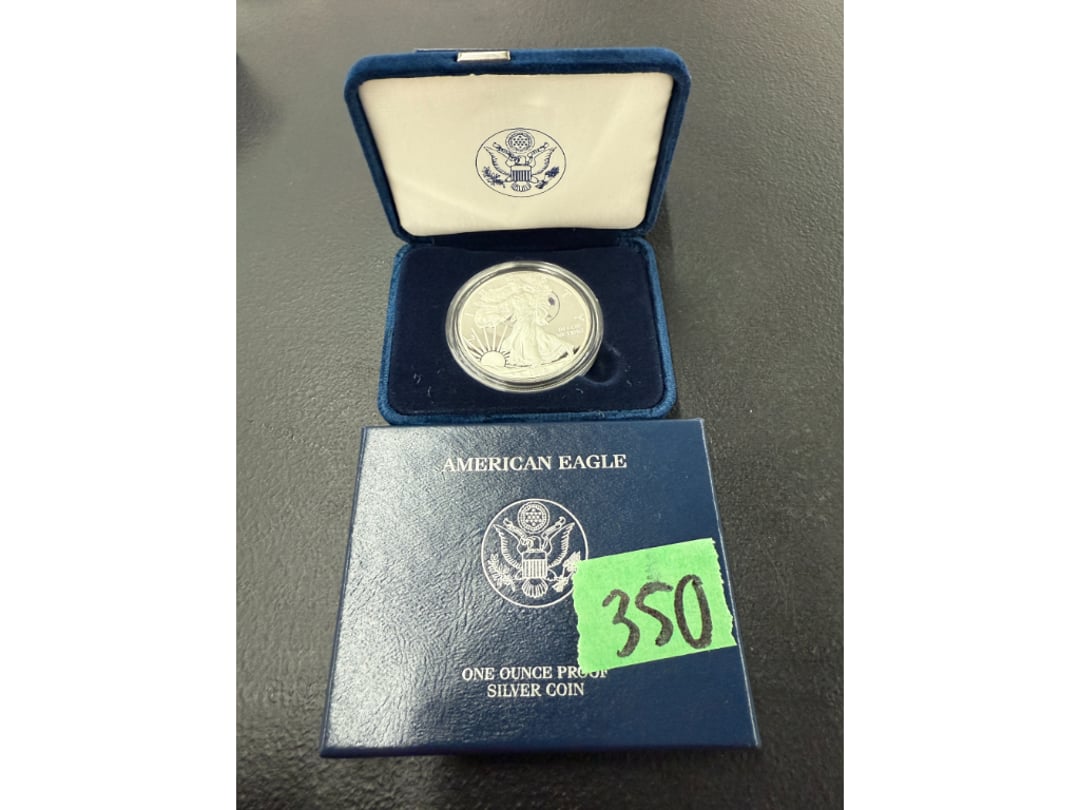 AMERICAN EAGLE
350
ONE OUNCE PROOF
SILVER COIN